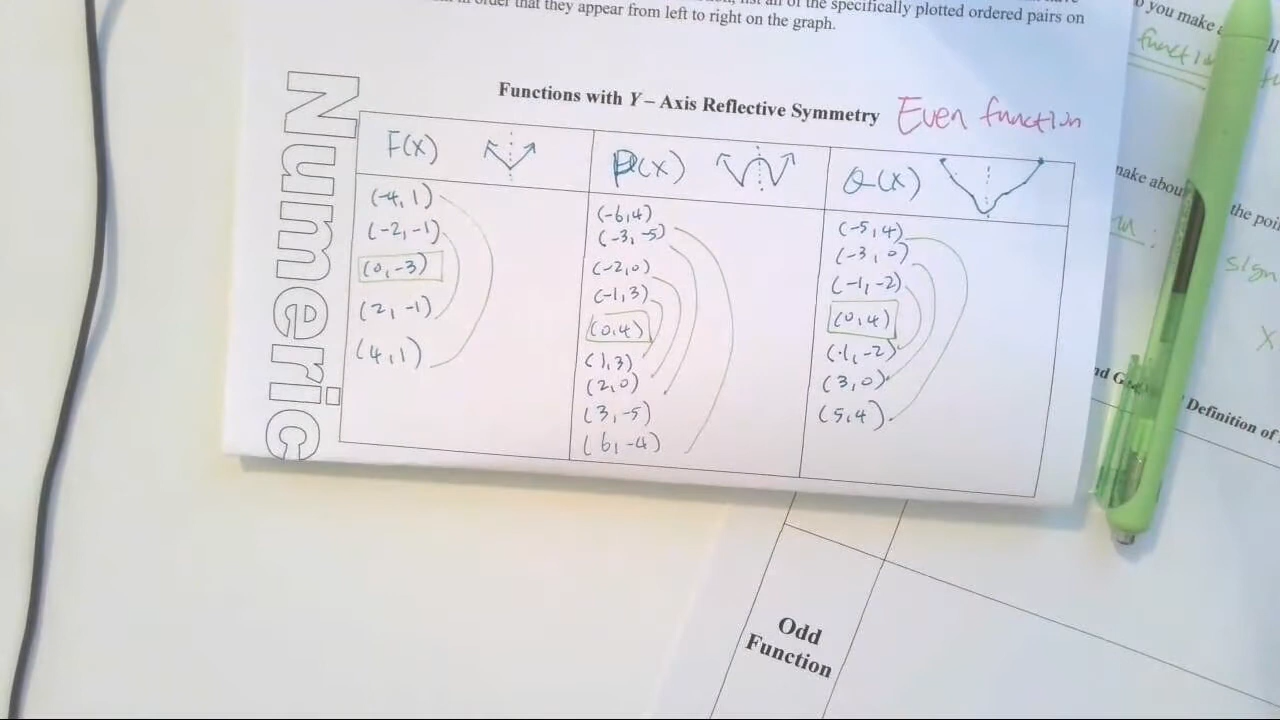 order that they appear from left to right on the graph.
of the specifically plotted ordered pairs on
Functions with Y – Axis Reflective Symmetry Even function
Numeric
F(x)
(-4, 1)
(-2, -1)
(0, -3)
(2, -1)
(4, 1)
P(x)
(-6, 4)
(-3, -5)
(-2, 0)
(-1, 3)
(0, 4)
(1, 3)
(2, 0)
(3, -5)
(6, -4)
Q(x)
(-5, 4)
(-3, 0)
(-1, -2)
(0, 4)
(1, -2)
(3, 0)
(5, 4)
you make
function
make about
the
sign
X
Definition of
Odd
Function